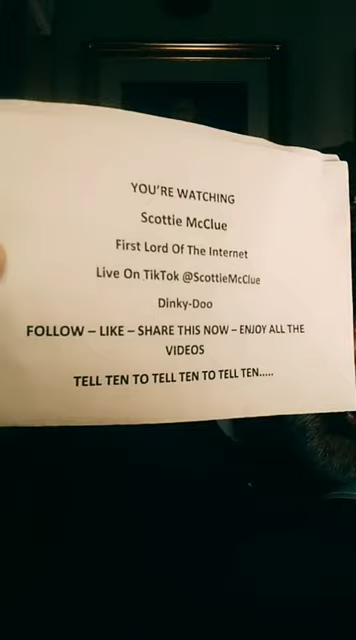 YOU'RE WATCHING
Scottie McClue
First Lord Of The Internet
Live On TikTok @ScottieMcClue
Dinky-Doo
FOLLOW – LIKE – SHARE THIS NOW – ENJOY ALL THE
VIDEOS
TELL TEN TO TELL TEN TO TELL TEN.....